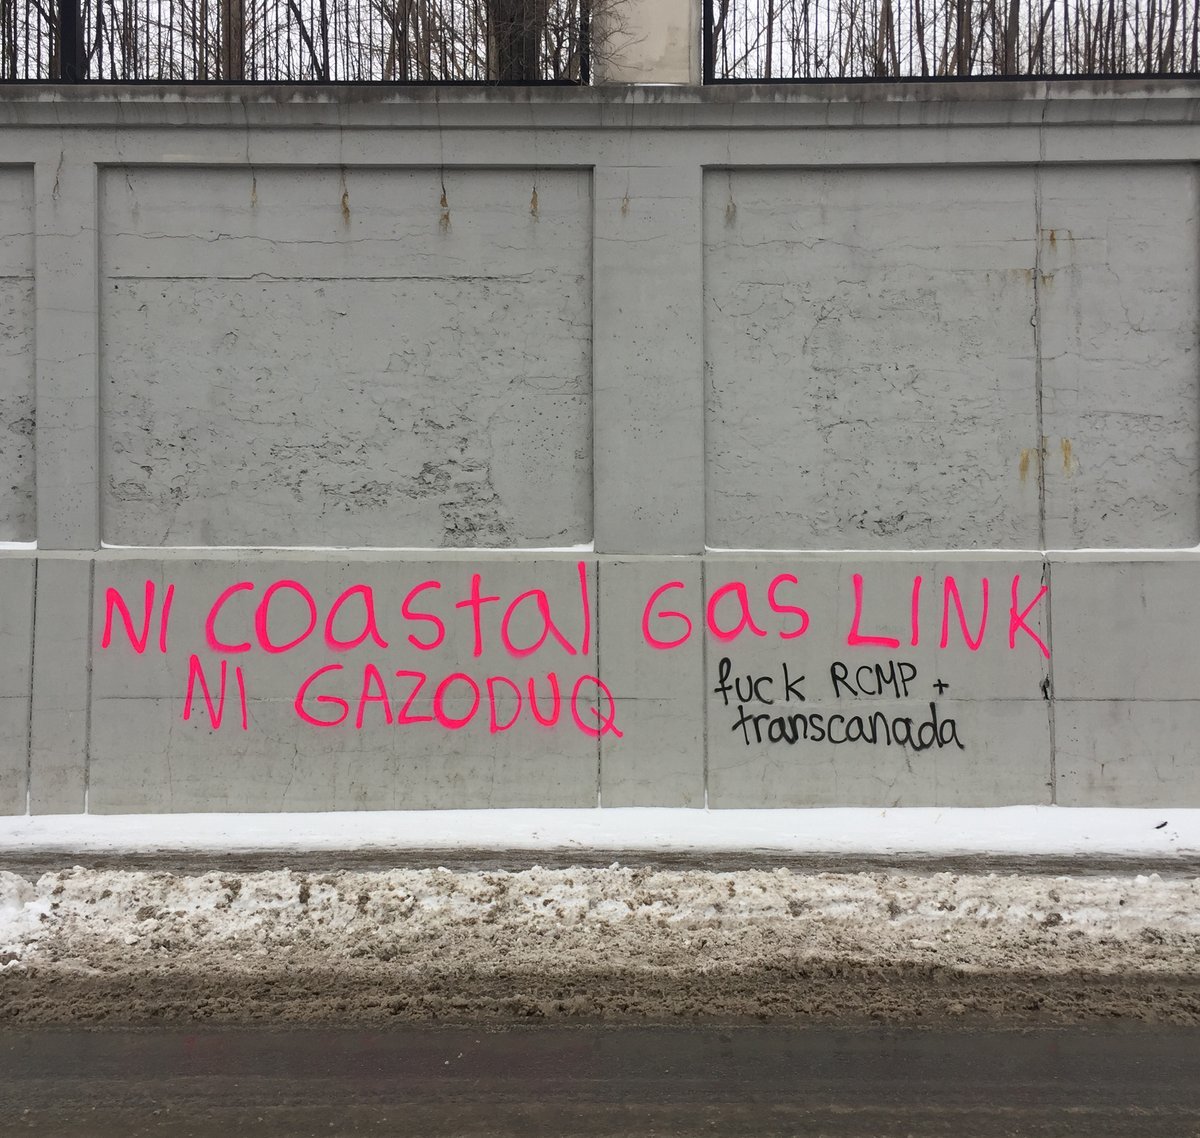 NI Coastal Gas LINK
NI GAZODUQ
fuck RCMP +
transcanada